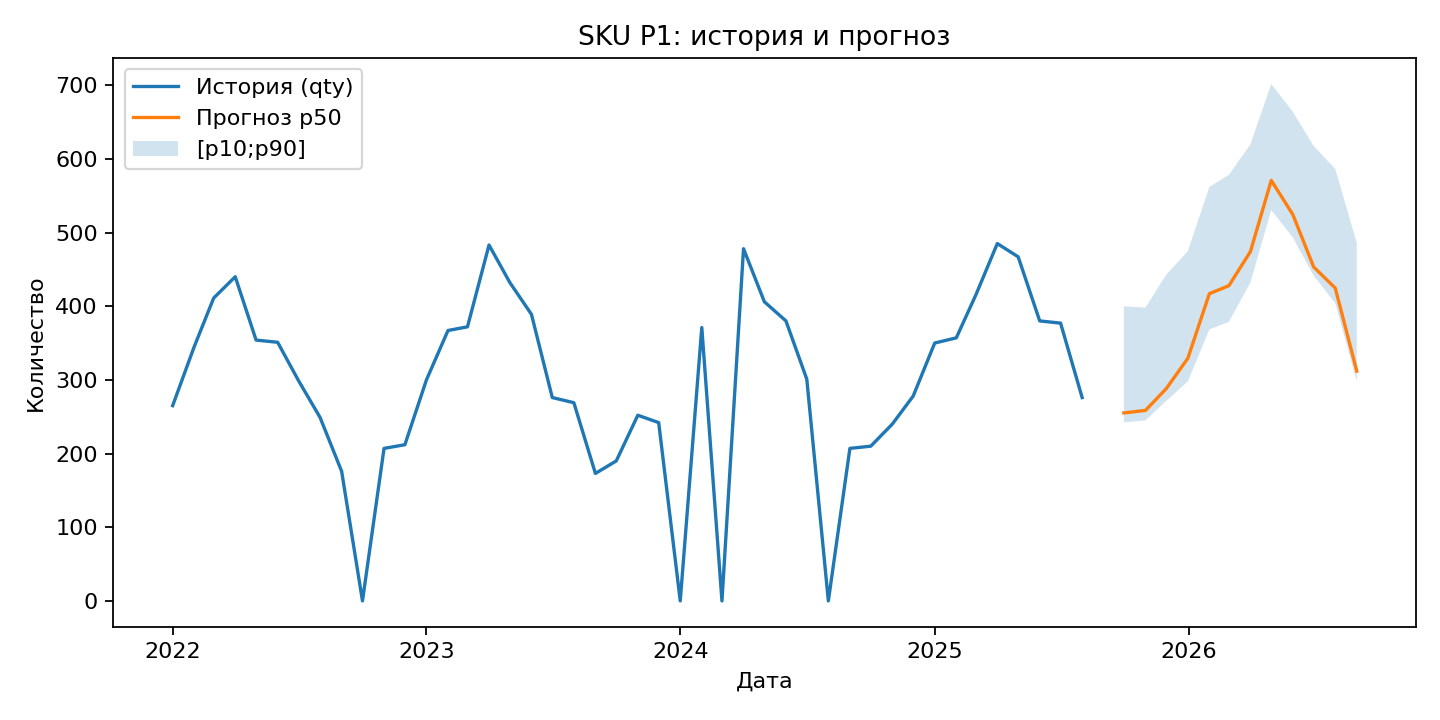 SKU P1: история и прогноз
История (qty)
Прогноз p50
[p10;p90]
Количество
700
600
500
400
300
200
100
0
2022
2023
2024
2025
2026
Дата